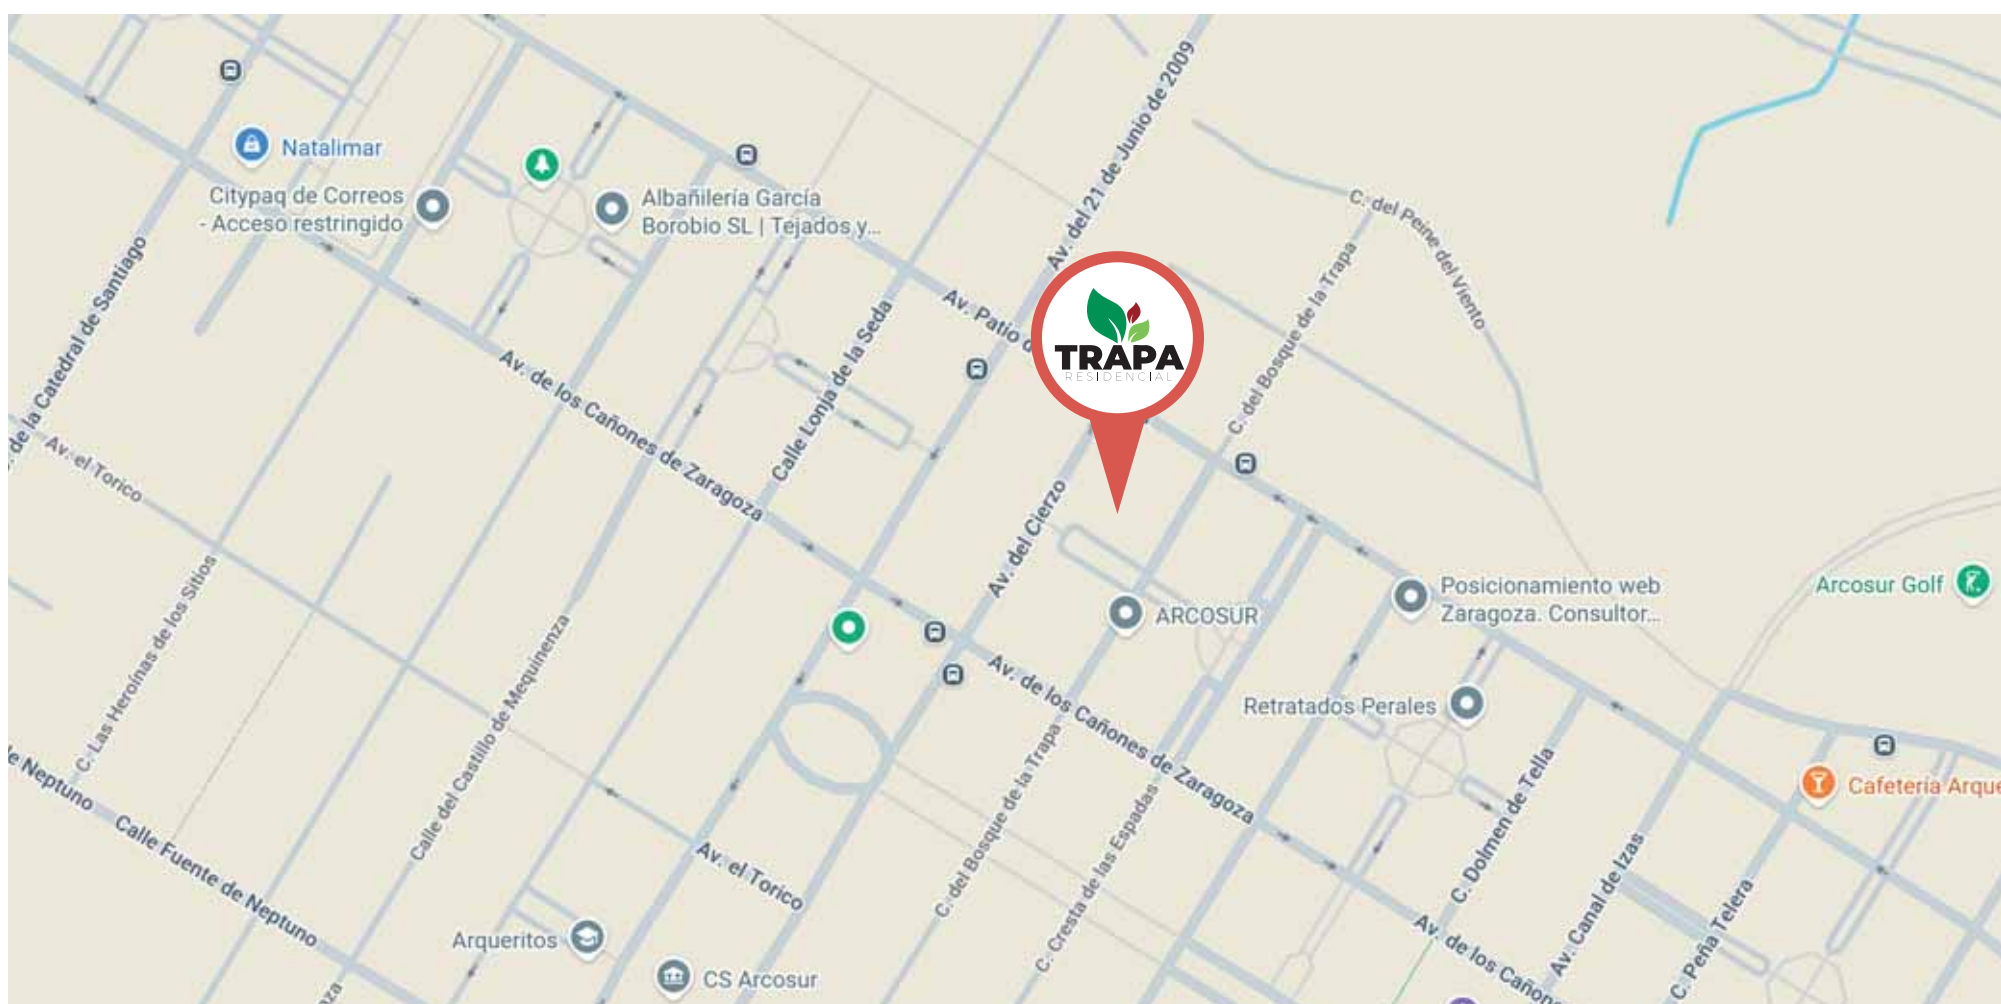 Av. del 21 de Junio de 2009
Natalimar
Citypaq de Correos
- Acceso restringido
Albañilería García
Borobio SL | Tejados y...
C. del Peine del Viento
de la Catedral de Santiago
Av. Patio
TRAPA
RESIDENCIAL
C. del Bosque de la Trapa
Calle Lonja de la Seda
Av. de los Cañones de Zaragoza
Av. el Torico
Av. del Cierzo
Posicionamiento web
Zaragoza. Consultor...
Arcosur Golf
ARCOSUR
C. Las Heroínas de los Sitios
Calle del Castillo de Mequinenza
Av. de los Cañones de Zaragoza
Retratados Perales
Cafetería Arque
e Neptuno
Calle Fuente de Neptuno
Av. el Torico
C. del Bosque de la Trapa
C. Cresta de las Espadas
C. Dolmen de Tella
Av. Canal de Izas
C. Peña Telera
Av. de los Cañon
Arqueritos
CS Arcosur